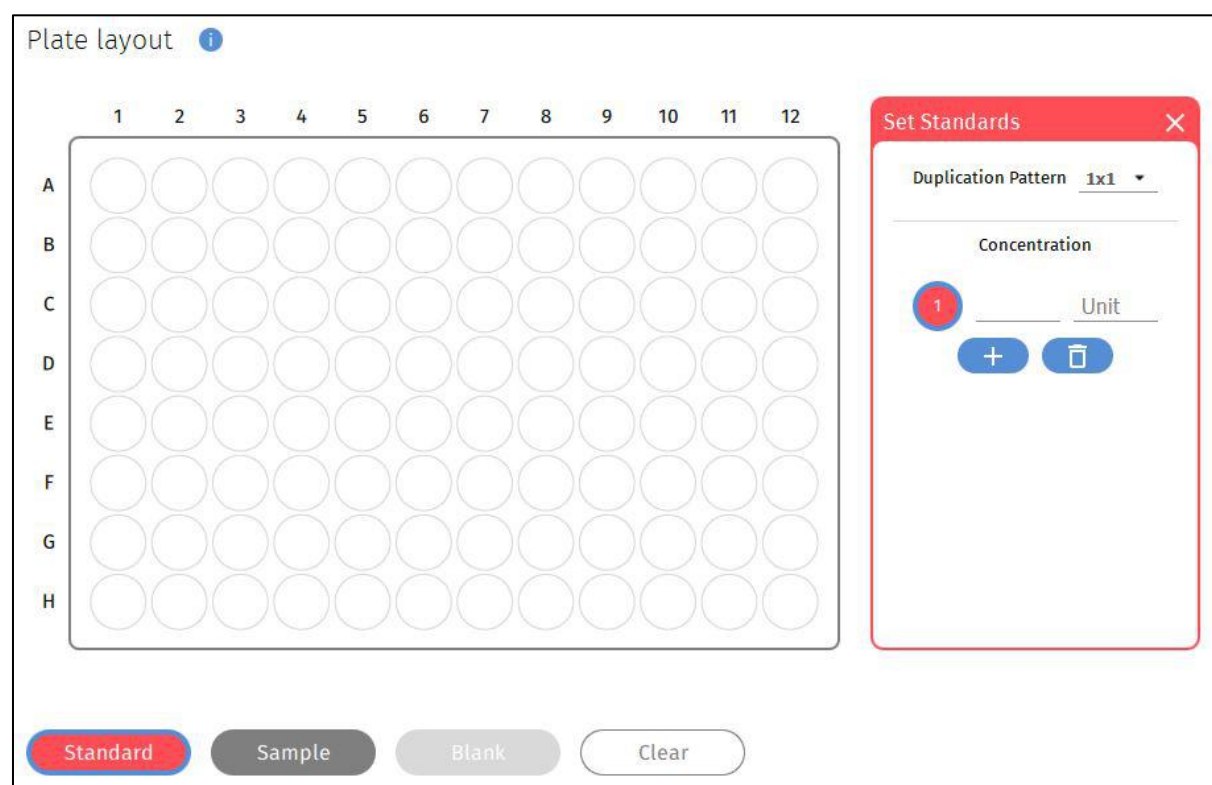 Plate layout i
1 2 3 4 5 6 7 8 9 10 11 12
A
B
C
D
E
F
G
H
Set Standards
Duplication Pattern 1x1
Concentration
1 Unit
Standard Sample Blank Clear